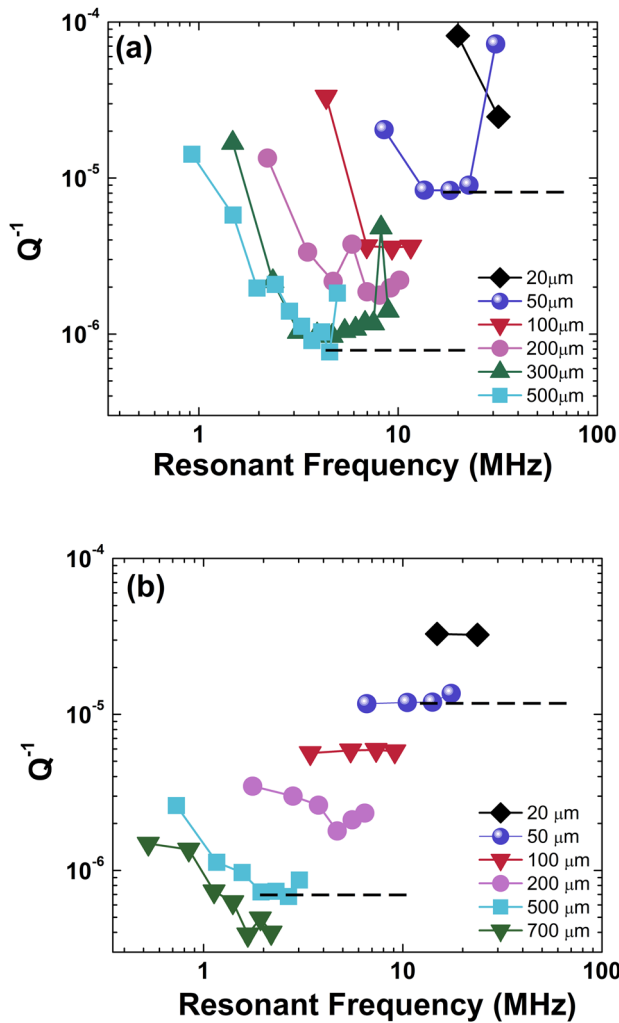 (a)
10⁻⁴
10⁻⁵
10⁻⁶
Q⁻¹
20μm
50μm
100μm
200μm
300μm
500μm
1 10 100
Resonant Frequency (MHz)
(b)
10⁻⁴
10⁻⁵
10⁻⁶
Q⁻¹
20 μm
50 μm
100 μm
200 μm
500 μm
700 μm
1 10 100
Resonant Frequency (MHz)